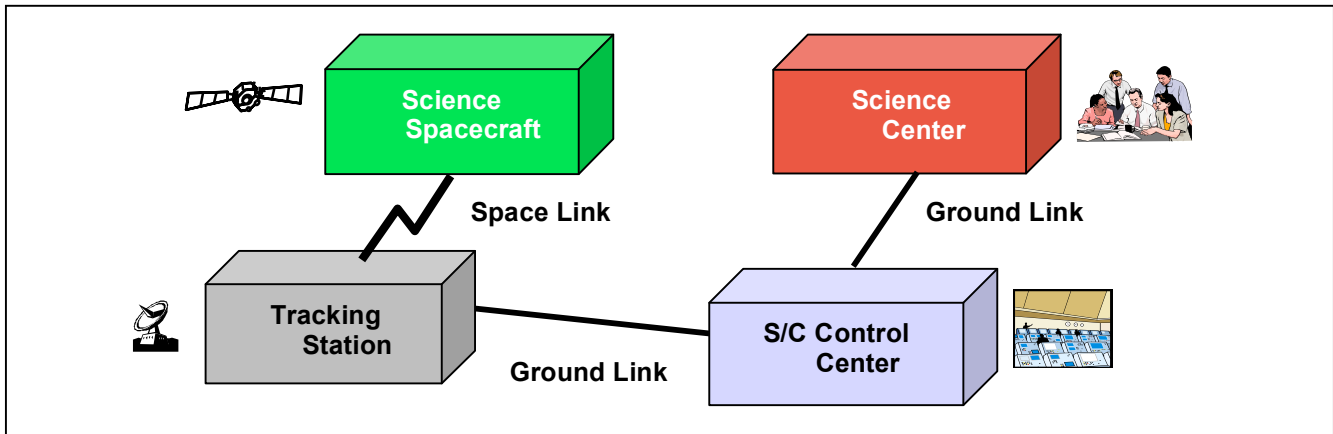 Science
Spacecraft
Science
Center
Space Link
Ground Link
Tracking
Station
S/C Control
Center
Ground Link